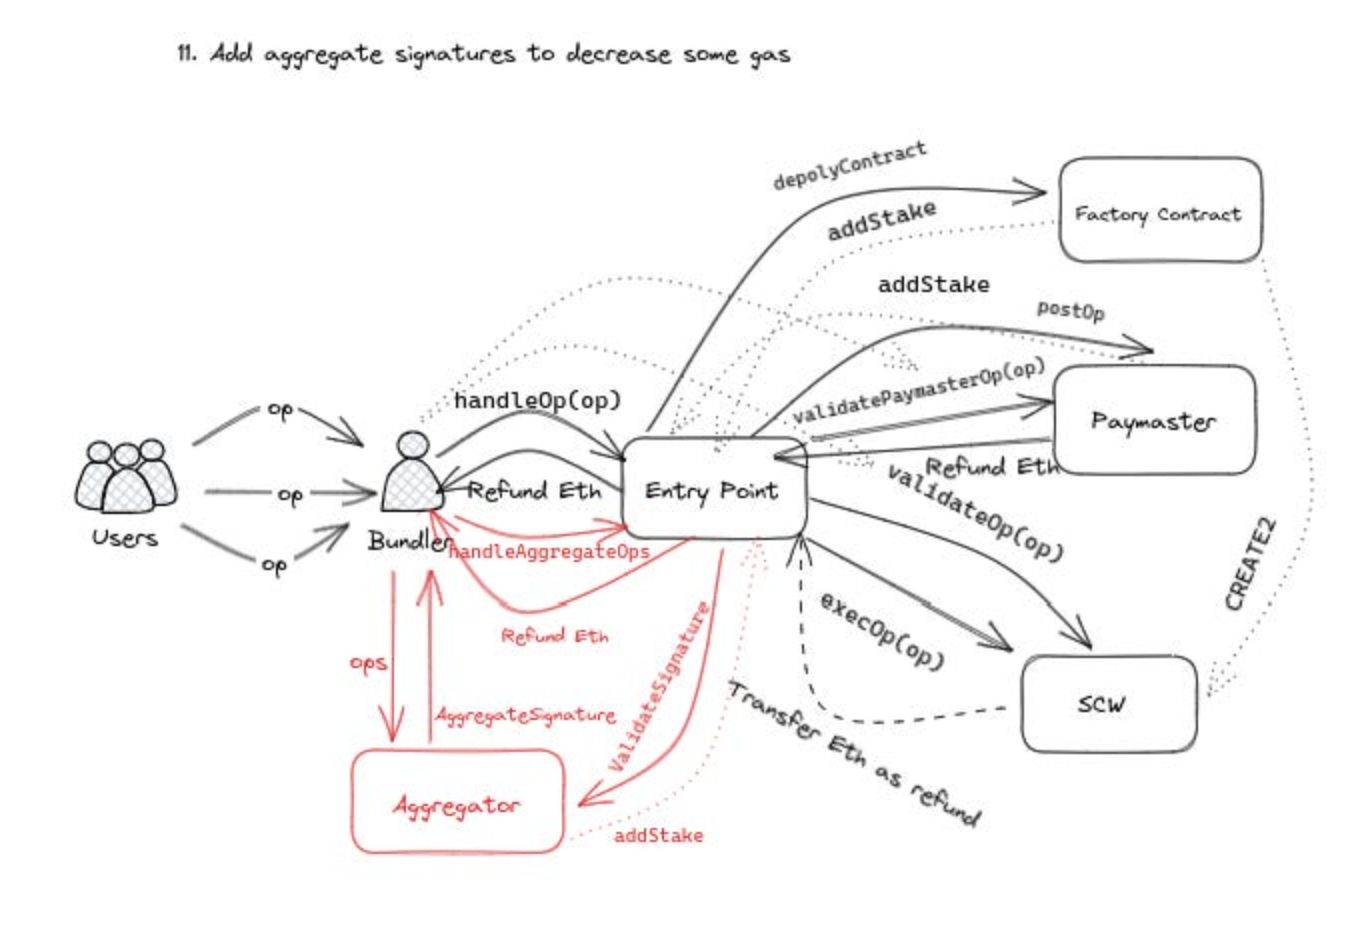 11. Add aggregate signatures to decrease some gas
depolyContract
addStake
Factory Contract
addStake
postOp
validatePaymasterOp(op)
Paymaster
Refund Eth
handleOp(op)
op
op
op
Users
Bundler
Refund Eth
Entry Point
validateOp(op)
handleAggregateOps
Refund Eth
execOp(op)
CREATE2
ops
AggregateSignature
ValidateSignature
Transfer Eth as refund
SCW
Aggregator
addStake